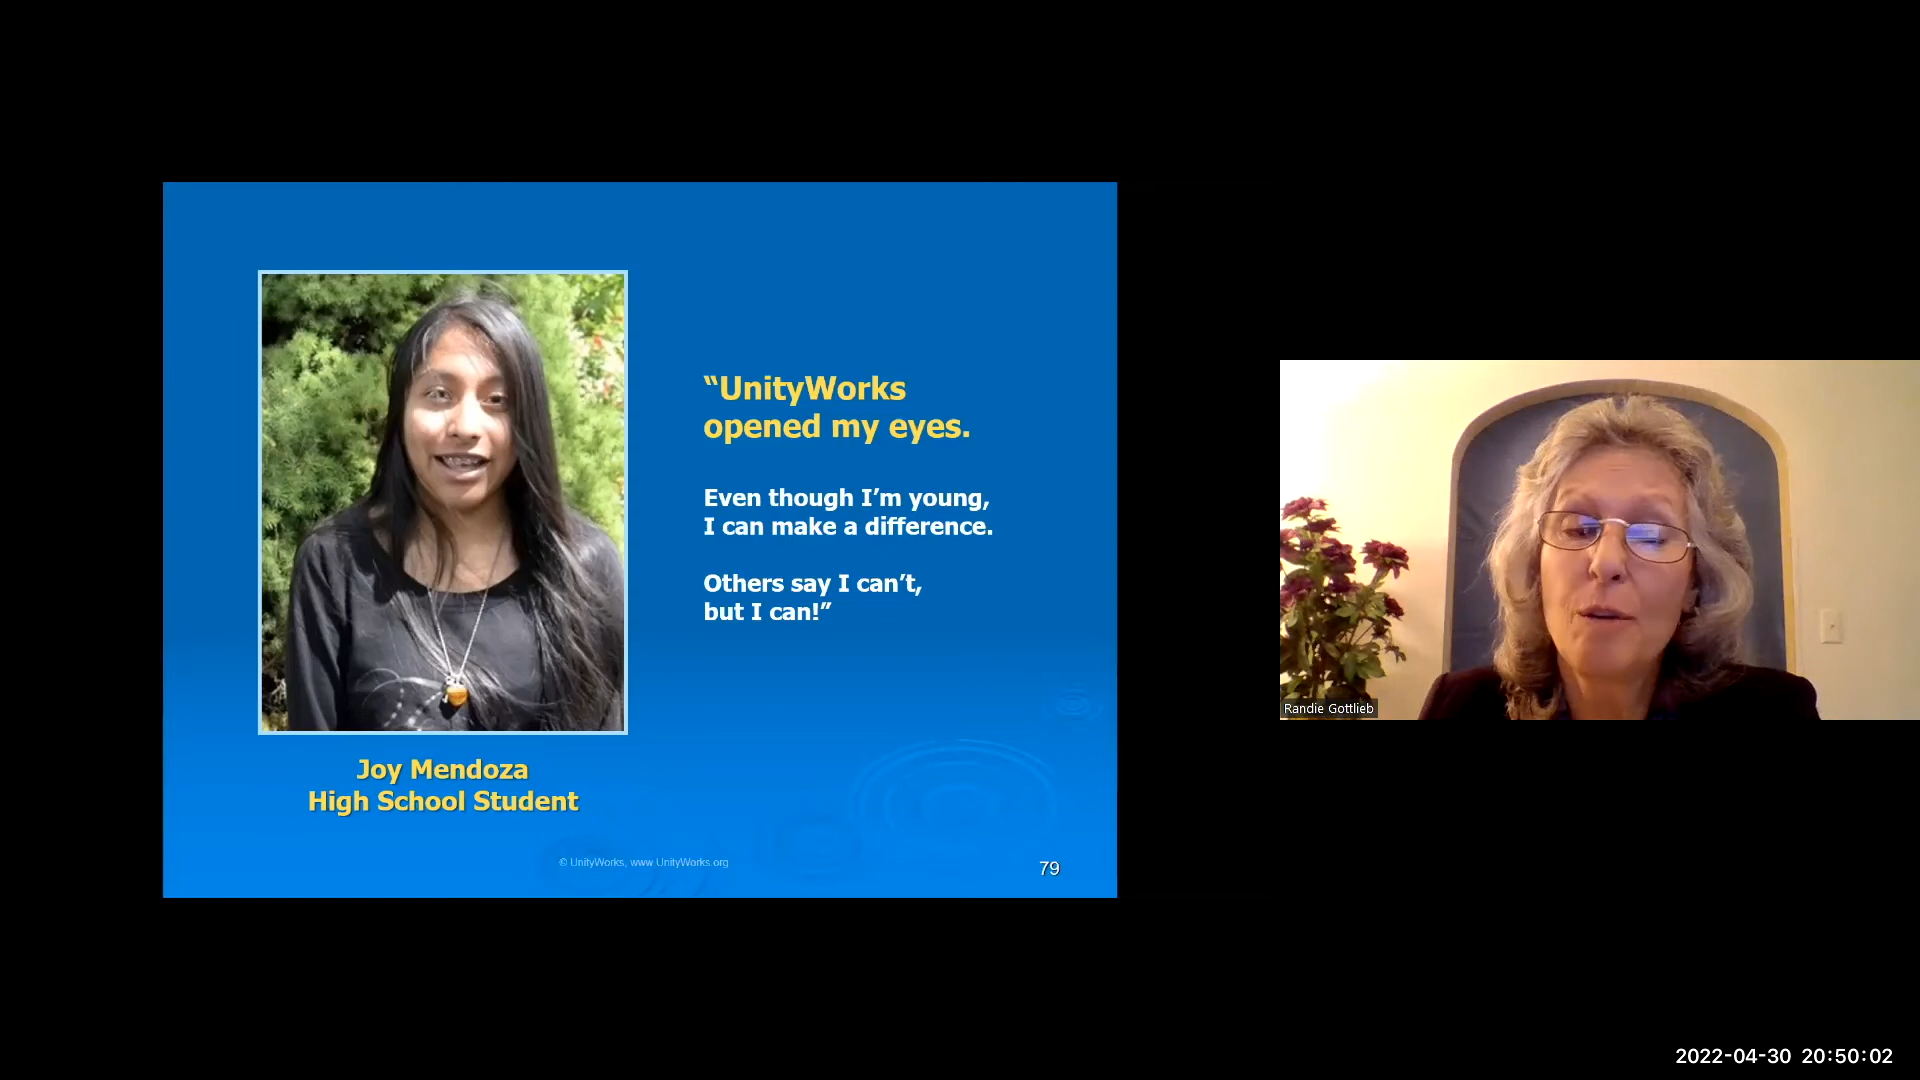 “UnityWorks
opened my eyes.
Even though I’m young,
I can make a difference.
Others say I can’t,
but I can!”
Joy Mendoza
High School Student
© UnityWorks, www.UnityWorks.org
79
Randie Gottlieb
2022-04-30 20:50:02